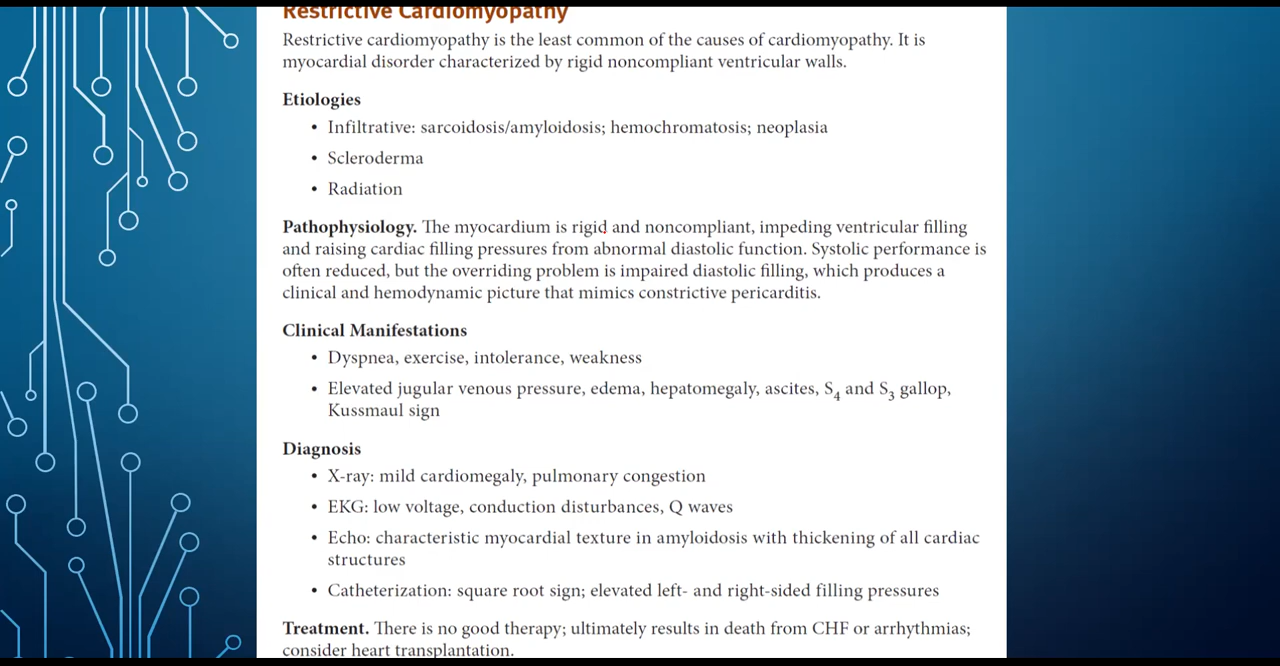 Restrictive Cardiomyopathy
Restrictive cardiomyopathy is the least common of the causes of cardiomyopathy. It is
myocardial disorder characterized by rigid noncompliant ventricular walls.
Etiologies
• Infiltrative: sarcoidosis/amyloidosis; hemochromatosis; neoplasia
• Scleroderma
• Radiation
Pathophysiology. The myocardium is rigid and noncompliant, impeding ventricular filling
and raising cardiac filling pressures from abnormal diastolic function. Systolic performance is
often reduced, but the overriding problem is impaired diastolic filling, which produces a
clinical and hemodynamic picture that mimics constrictive pericarditis.
Clinical Manifestations
• Dyspnea, exercise, intolerance, weakness
• Elevated jugular venous pressure, edema, hepatomegaly, ascites, S₄ and S₃ gallop,
Kussmaul sign
Diagnosis
• X-ray: mild cardiomegaly, pulmonary congestion
• EKG: low voltage, conduction disturbances, Q waves
• Echo: characteristic myocardial texture in amyloidosis with thickening of all cardiac
structures
• Catheterization: square root sign; elevated left- and right-sided filling pressures
Treatment. There is no good therapy; ultimately results in death from CHF or arrhythmias;
consider heart transplantation.